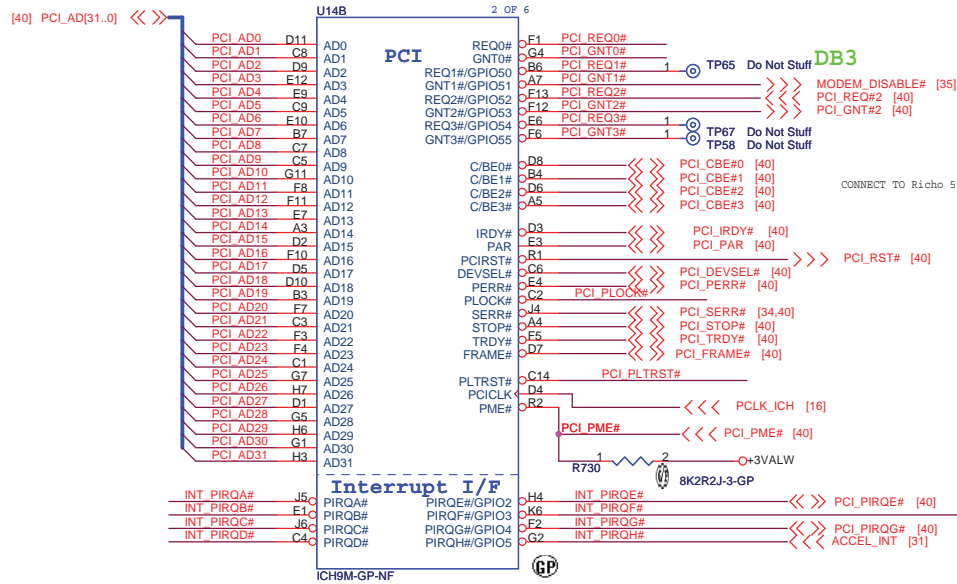 [40] PCI_AD[31..0]
U14B
2 OF 6
PCI
PCI_AD0 D11 AD0
PCI_AD1 C8 AD1
PCI_AD2 D9 AD2
PCI_AD3 E12 AD3
PCI_AD4 E9 AD4
PCI_AD5 C9 AD5
PCI_AD6 E10 AD6
PCI_AD7 B7 AD7
PCI_AD8 C7 AD8
PCI_AD9 C5 AD9
PCI_AD10 G11 AD10
PCI_AD11 F8 AD11
PCI_AD12 F11 AD12
PCI_AD13 E7 AD13
PCI_AD14 A3 AD14
PCI_AD15 D2 AD15
PCI_AD16 F10 AD16
PCI_AD17 D5 AD17
PCI_AD18 D10 AD18
PCI_AD19 B3 AD19
PCI_AD20 F7 AD20
PCI_AD21 C3 AD21
PCI_AD22 F3 AD22
PCI_AD23 F4 AD23
PCI_AD24 C1 AD24
PCI_AD25 G7 AD25
PCI_AD26 H7 AD26
PCI_AD27 D1 AD27
PCI_AD28 G5 AD28
PCI_AD29 H6 AD29
PCI_AD30 G1 AD30
PCI_AD31 H3 AD31
REQ0# F1 PCI_REQ0#
GNT0# G4 PCI_GNT0#
REQ1#/GPIO50 B6 PCI_REQ1# 1 TP65 Do Not Stuff
DB3
GNT1#/GPIO51 A7 PCI_GNT1# MODEM_DISABLE# [35]
REQ2#/GPIO52 F13 PCI_REQ2# PCI_REQ#2 [40]
GNT2#/GPIO53 F12 PCI_GNT2# PCI_GNT#2 [40]
REQ3#/GPIO54 E6 PCI_REQ3# 1 TP67 Do Not Stuff
GNT3#/GPIO55 F6 PCI_GNT3# 1 TP58 Do Not Stuff
C/BE0# D8 PCI_CBE#0 [40]
C/BE1# B4 PCI_CBE#1 [40]
C/BE2# D6 PCI_CBE#2 [40]
C/BE3# A5 PCI_CBE#3 [40]
CONNECT TO Richo 5
IRDY# D3 PCI_IRDY# [40]
PAR E3 PCI_PAR [40]
PCIRST# R1 PCI_RST# [40]
DEVSEL# C6 PCI_DEVSEL# [40]
PERR# E4 PCI_PERR# [40]
PLOCK# C2 PCI_PLOCK#
SERR# J4 PCI_SERR# [34,40]
STOP# A4 PCI_STOP# [40]
TRDY# F5 PCI_TRDY# [40]
FRAME# D7 PCI_FRAME# [40]
PLTRST# C14 PCI_PLTRST#
PCICLK D4 PCLK_ICH [16]
PME# R2
PCI_PME# PCI_PME# [40]
R730 1 2 +3VALW
8K2R2J-3-GP
Interrupt I/F
INT_PIRQA# J5 PIRQA#
INT_PIRQB# E1 PIRQB#
INT_PIRQC# J6 PIRQC#
INT_PIRQD# C4 PIRQD#
PIRQE#/GPIO2 H4 INT_PIRQE# PCI_PIRQE# [40]
PIRQF#/GPIO3 K6 INT_PIRQF#
PIRQG#/GPIO4 F2 INT_PIRQG# PCI_PIRQG# [40]
PIRQH#/GPIO5 G2 INT_PIRQH# ACCEL_INT [31]
ICH9M-GP-NF
GP